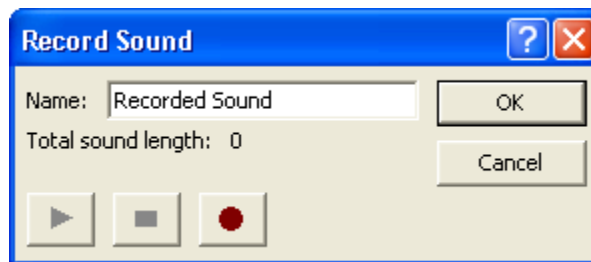 Record Sound
Name: Recorded Sound
OK
Total sound length: 0
Cancel